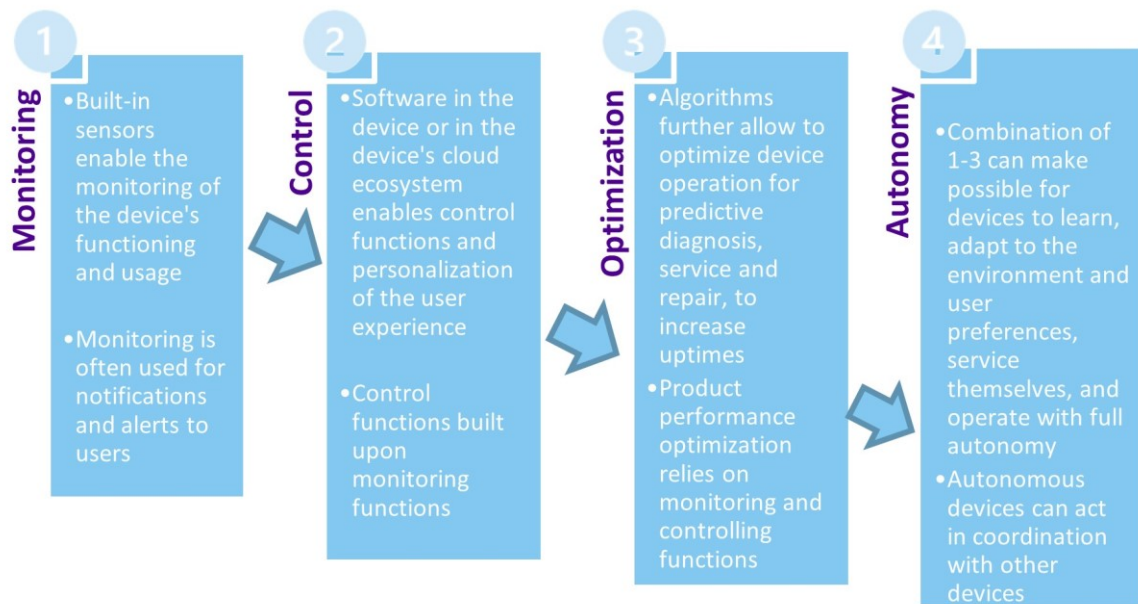 1
Monitoring
•Built-in
sensors
enable the
monitoring of
the device's
functioning
and usage
•Monitoring is
often used for
notifications
and alerts to
users
2
Control
•Software in the
device or in the
device's cloud
ecosystem
enables control
functions and
personalization
of the user
experience
•Control
functions built
upon
monitoring
functions
3
Optimization
•Algorithms
further allow to
optimize device
operation for
predictive
diagnosis,
service and
repair, to
increase
uptimes
•Product
performance
optimization
relies on
monitoring and
controlling
functions
4
Autonomy
•Combination of
1-3 can make
possible for
devices to learn,
adapt to the
environment and
user
preferences,
service
themselves, and
operate with full
autonomy
•Autonomous
devices can act
in coordination
with other
devices